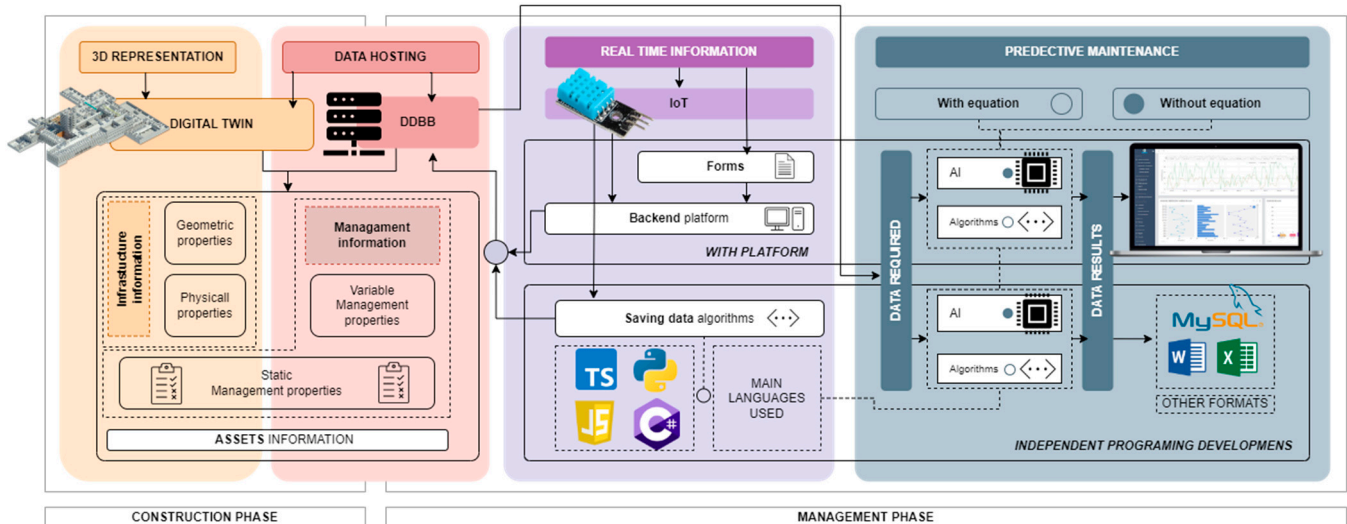 3D REPRESENTATION
DIGITAL TWIN
DATA HOSTING
DDBB
Infrastucture
information
Geometric
properties
Physicall
properties
Managament
information
Variable
Management
properties
Static
Management properties
ASSETS INFORMATION
REAL TIME INFORMATION
IoT
Forms
Backend platform
WITH PLATFORM
Saving data algorithms
TS
JS
C#
MAIN
LANGUAGES
USED
PREDECTIVE MAINTENANCE
With equation
Without equation
DATA REQUIRED
AI
Algorithms
AI
Algorithms
DATA RESULTS
MySQL
W
X
OTHER FORMATS
INDEPENDENT PROGRAMING DEVELOPMENS
CONSTRUCTION PHASE
MANAGEMENT PHASE